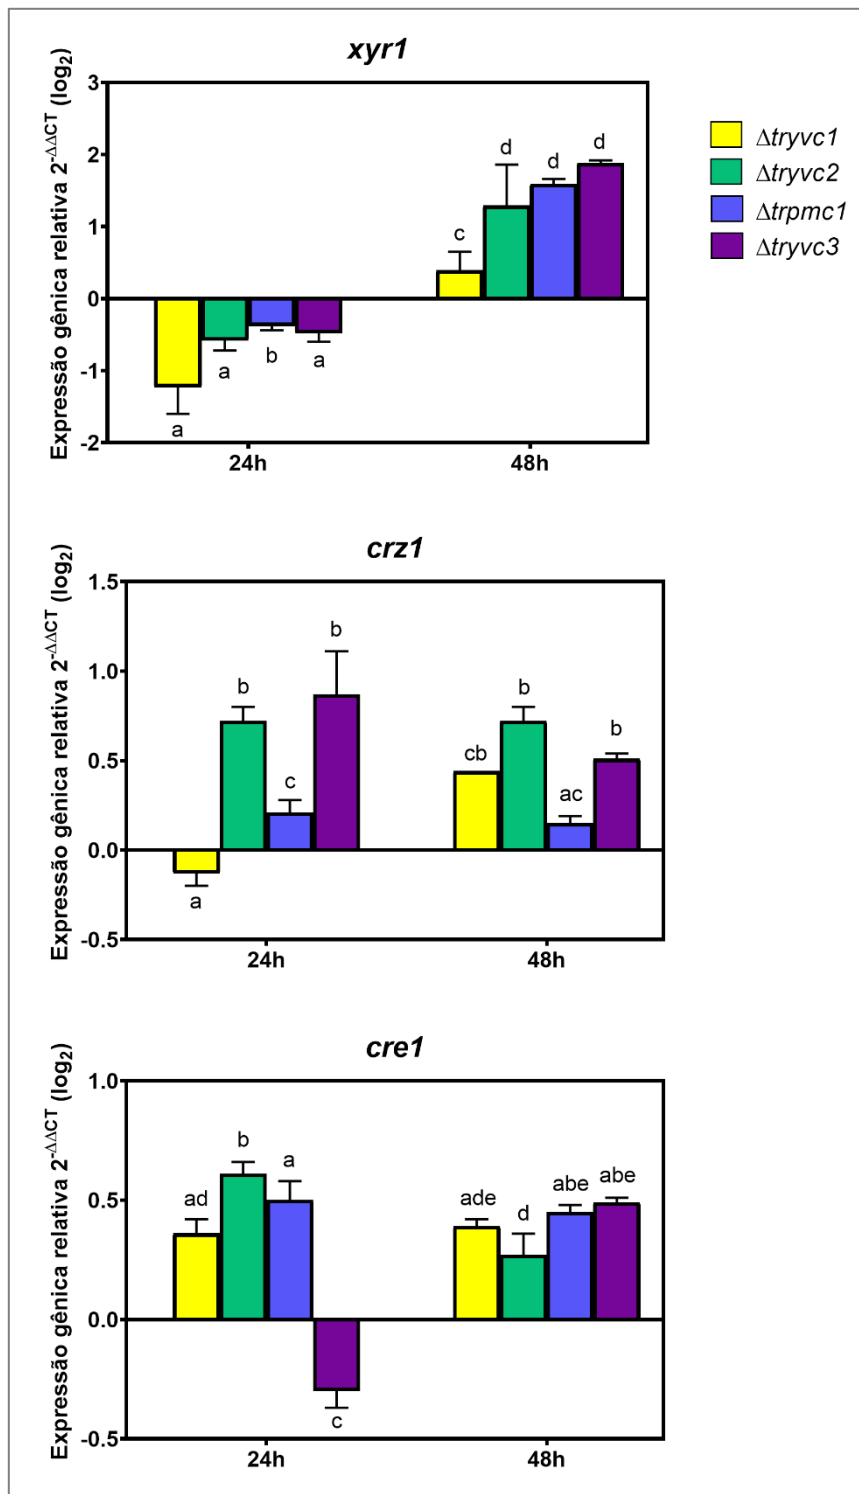 xyr1
Expressão gênica relativa 2-ΔΔCT (log2)
3
2
1
0
-1
-2
a
a
b
a
c
d
d
d
24h
48h
Δtryvc1
Δtryvc2
Δtrpmc1
Δtryvc3
crz1
Expressão gênica relativa 2-ΔΔCT (log2)
1.5
1.0
0.5
0.0
-0.5
a
b
c
b
cb
b
ac
b
24h
48h
cre1
Expressão gênica relativa 2-ΔΔCT (log2)
1.0
0.5
0.0
-0.5
ad
b
a
c
ade
d
abe
abe
24h
48h